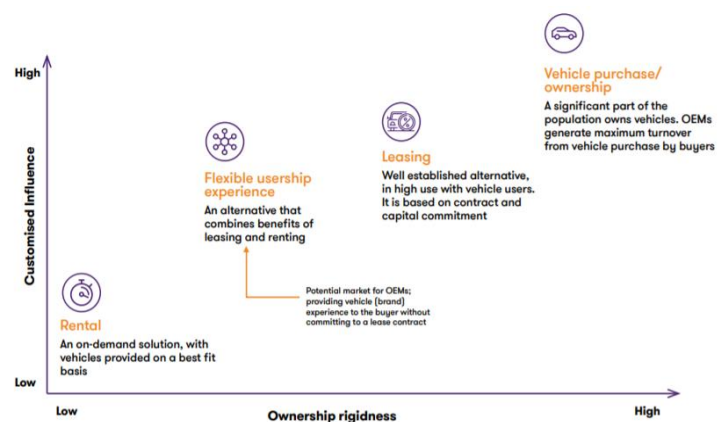 High
Customised Influence
Low
Vehicle purchase/
ownership
A significant part of the
population owns vehicles. OEMs
generate maximum turnover
from vehicle purchase by buyers
Leasing
Well established alternative,
in high use with vehicle users.
It is based on contract and
capital commitment
Flexible usership
experience
An alternative that
combines benefits of
leasing and renting
Potential market for OEMs;
providing vehicle (brand)
experience to the buyer without
committing to a lease contract
Rental
An on-demand solution, with
vehicles provided on a best fit
basis
Low
Ownership rigidness
High